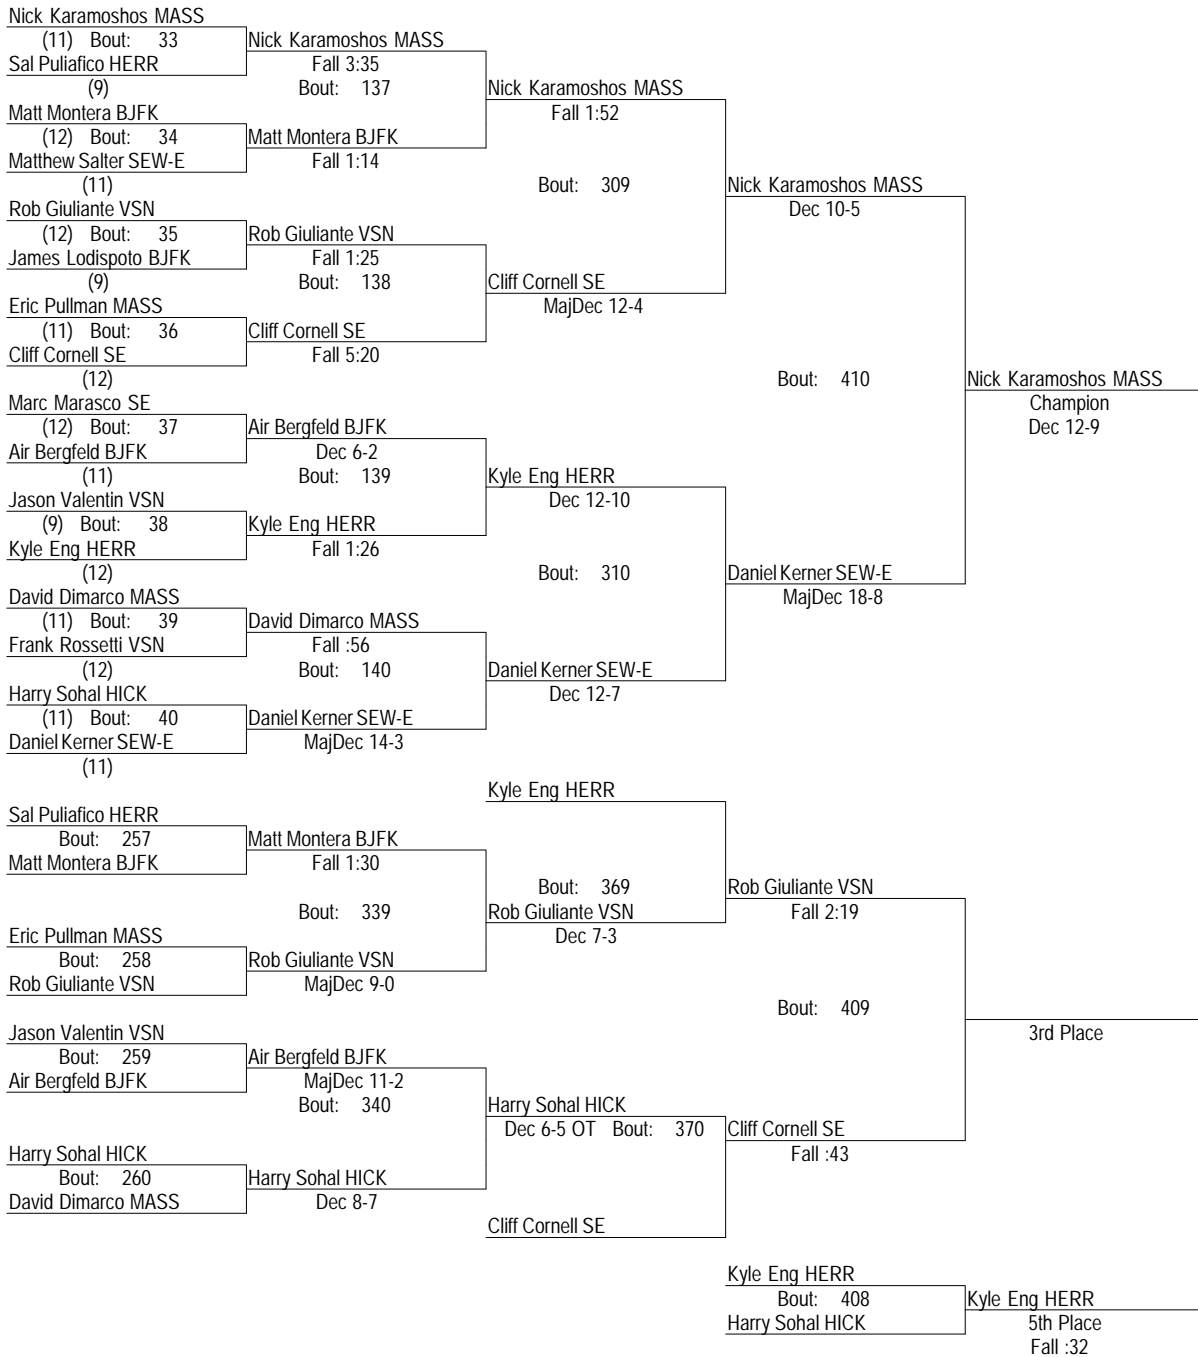 Nick Karamoshos MASS
(11) Bout: 33
Nick Karamoshos MASS
Sal Puliafico HERR
Fall 3:35
(9)
Bout: 137
Nick Karamoshos MASS
Matt Montera BJFK
Fall 1:52
(12) Bout: 34
Matt Montera BJFK
Matthew Salter SEW-E
Fall 1:14
(11)
Bout: 309
Nick Karamoshos MASS
Rob Giuliante VSN
Dec 10-5
(12) Bout: 35
Rob Giuliante VSN
James Lodispoto BJFK
Fall 1:25
(9)
Bout: 138
Cliff Cornell SE
Eric Pullman MASS
MajDec 12-4
(11) Bout: 36
Cliff Cornell SE
Cliff Cornell SE
Fall 5:20
(12)
Bout: 410
Nick Karamoshos MASS
Marc Marasco SE
Champion
(12) Bout: 37
Air Bergfeld BJFK
Dec 12-9
Air Bergfeld BJFK
Dec 6-2
(11)
Bout: 139
Kyle Eng HERR
Jason Valentin VSN
Dec 12-10
(9) Bout: 38
Kyle Eng HERR
Kyle Eng HERR
Fall 1:26
(12)
Bout: 310
Daniel Kerner SEW-E
David Dimarco MASS
MajDec 18-8
(11) Bout: 39
David Dimarco MASS
Frank Rossetti VSN
Fall :56
(12)
Bout: 140
Daniel Kerner SEW-E
Harry Sohal HICK
Dec 12-7
(11) Bout: 40
Daniel Kerner SEW-E
Daniel Kerner SEW-E
MajDec 14-3
(11)
Kyle Eng HERR
Sal Puliafico HERR
Bout: 257
Matt Montera BJFK
Matt Montera BJFK
Fall 1:30
Bout: 369
Rob Giuliante VSN
Bout: 339
Rob Giuliante VSN
Fall 2:19
Eric Pullman MASS
Dec 7-3
Bout: 258
Rob Giuliante VSN
Rob Giuliante VSN
MajDec 9-0
Bout: 409
Jason Valentin VSN
3rd Place
Bout: 259
Air Bergfeld BJFK
Air Bergfeld BJFK
MajDec 11-2
Bout: 340
Harry Sohal HICK
Dec 6-5 OT Bout: 370
Cliff Cornell SE
Harry Sohal HICK
Fall :43
Bout: 260
Harry Sohal HICK
David Dimarco MASS
Dec 8-7
Cliff Cornell SE
Kyle Eng HERR
Bout: 408
Kyle Eng HERR
Harry Sohal HICK
5th Place
Fall :32